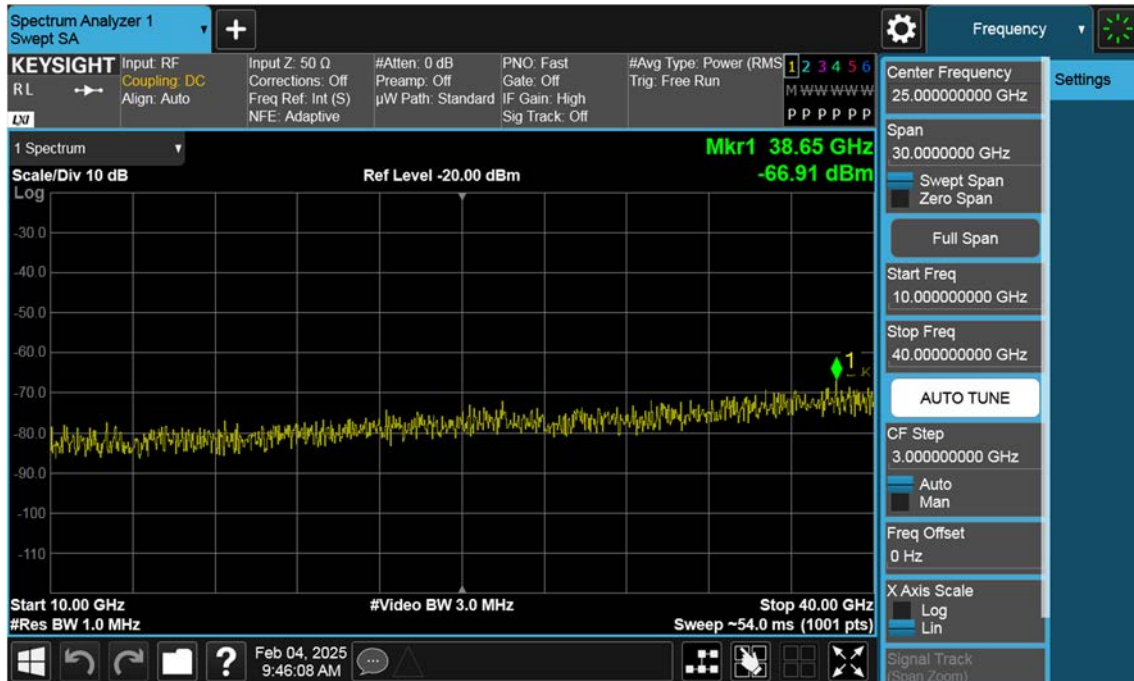 Spectrum Analyzer 1
Swept SA
Frequency
KEYSIGHT
RL
LXI
Input: RF
Coupling: DC
Align: Auto
Input Z: 50 Ω
Corrections: Off
Freq Ref: Int (S)
NFE: Adaptive
#Atten: 0 dB
Preamp: Off
µW Path: Standard
PNO: Fast
Gate: Off
IF Gain: High
Sig Track: Off
#Avg Type: Power (RMS
Trig: Free Run
1 2 3 4 5 6
M W W W W W
P P P P P P
1 Spectrum
Scale/Div 10 dB
Ref Level -20.00 dBm
Mkr1 38.65 GHz
-66.91 dBm
Log
-30.0
-40.0
-50.0
-60.0
-70.0
-80.0
-90.0
-100
-110
1
Start 10.00 GHz
#Res BW 1.0 MHz
#Video BW 3.0 MHz
Stop 40.00 GHz
Sweep ~54.0 ms (1001 pts)
Feb 04, 2025
9:46:08 AM
Center Frequency
25.000000000 GHz
Span
30.0000000 GHz
Swept Span
Zero Span
Full Span
Start Freq
10.000000000 GHz
Stop Freq
40.000000000 GHz
AUTO TUNE
CF Step
3.000000000 GHz
Auto
Man
Freq Offset
0 Hz
X Axis Scale
Log
Lin
Signal Track
(Span Zoom)
Settings